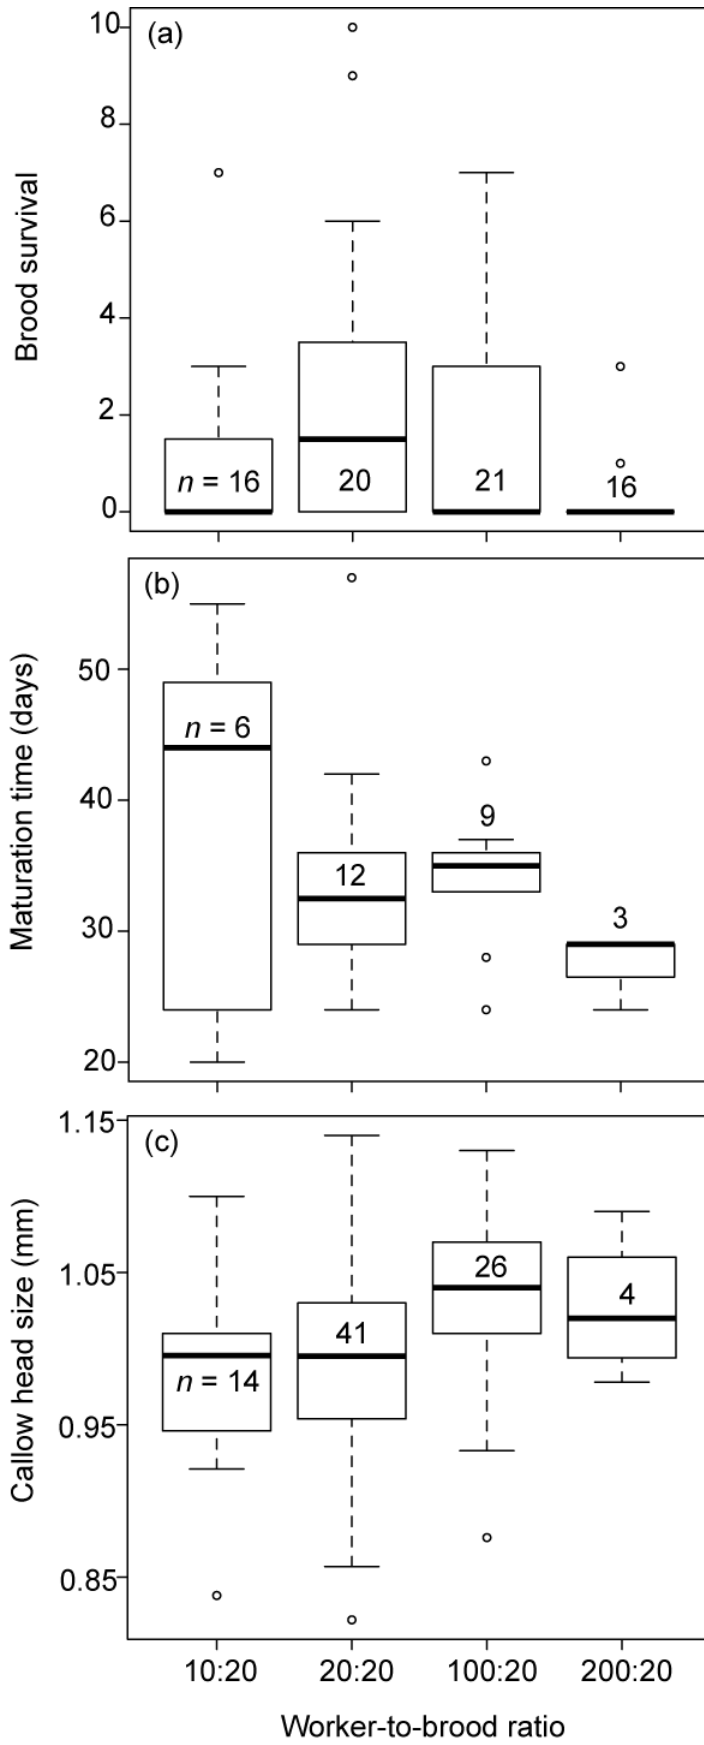 (a)
10
8
6
4
2
0
Brood survival
n = 16
20
21
16
(b)
50
40
30
20
Maturation time (days)
n = 6
12
9
3
(c)
1.15
1.05
0.95
0.85
Callow head size (mm)
n = 14
41
26
4
10:20 20:20 100:20 200:20
Worker-to-brood ratio